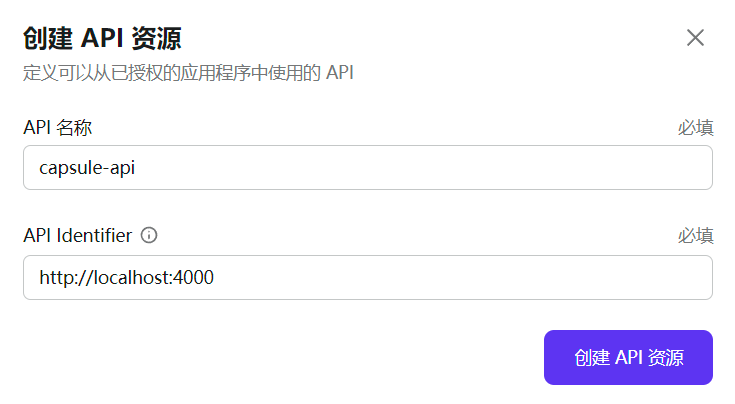 创建 API 资源
定义可以从已授权的应用程序中使用的 API
API 名称 必填
capsule-api
API Identifier 必填
http://localhost:4000
创建 API 资源